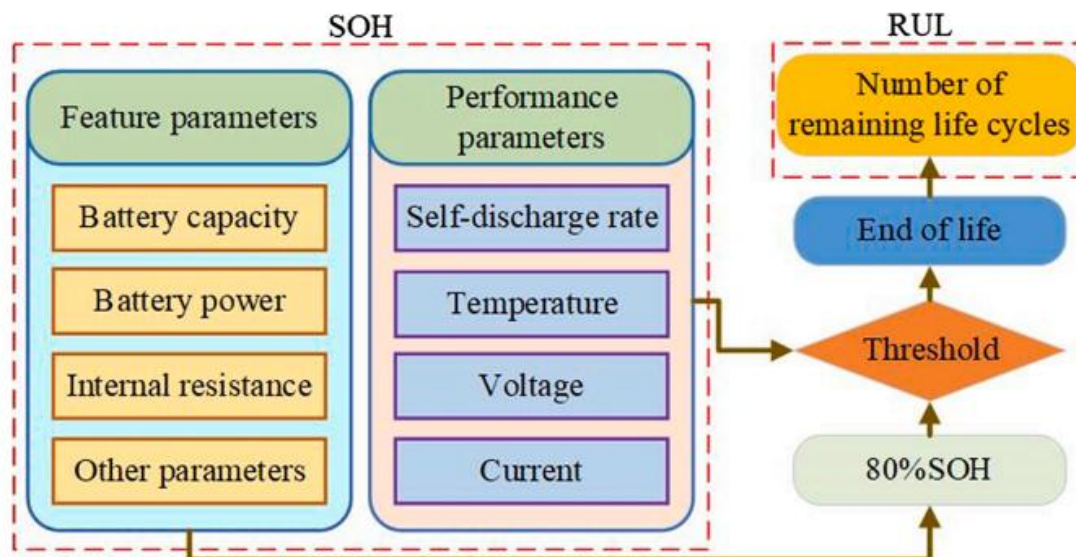 SOH
Feature parameters
Battery capacity
Battery power
Internal resistance
Other parameters
Performance
parameters
Self-discharge rate
Temperature
Voltage
Current
RUL
Number of
remaining life cycles
End of life
Threshold
80%SOH